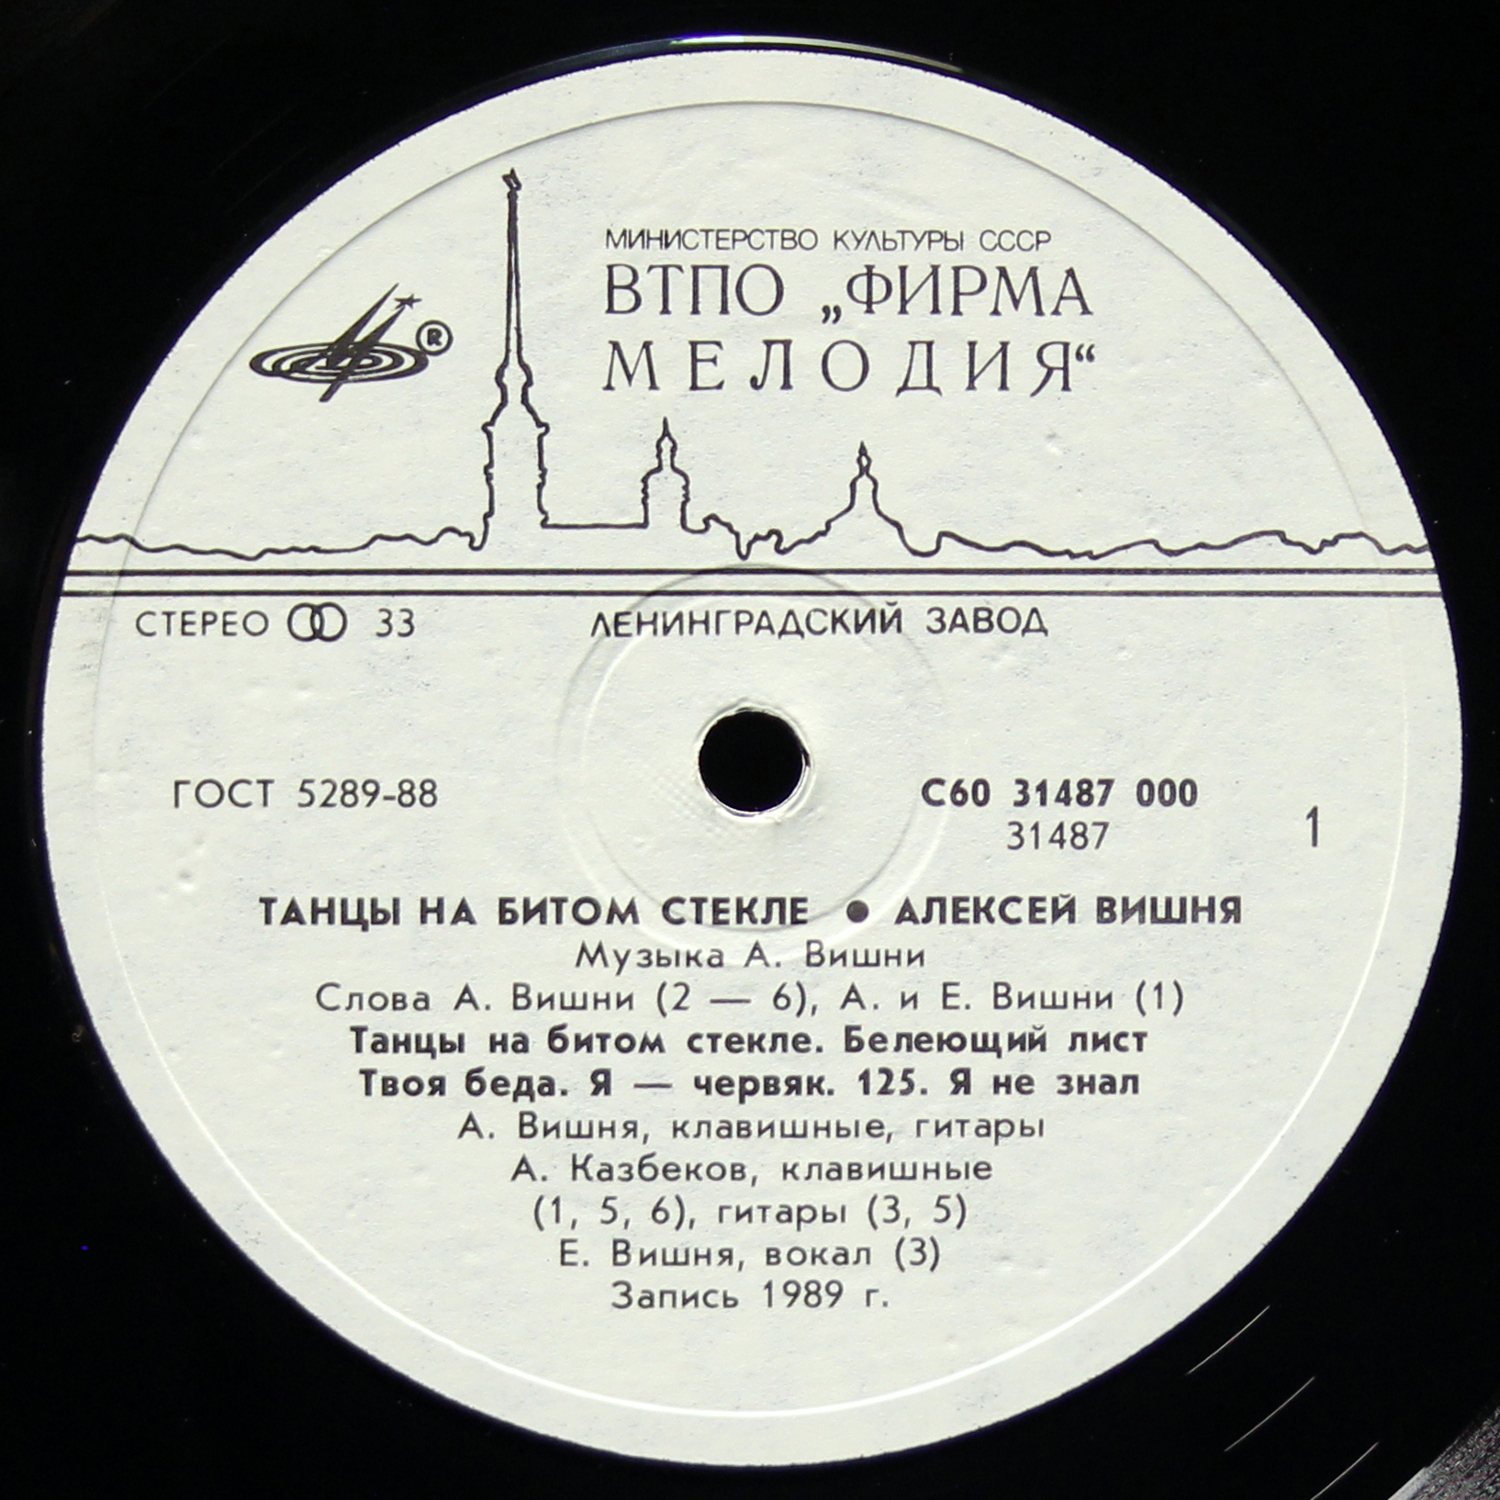 МИНИСТЕРСТВО КУЛЬТУРЫ СССР
ВТПО „ФИРМА
МЕЛОДИЯ“
®
СТЕРЕО 33
ЛЕНИНГРАДСКИЙ ЗАВОД
ГОСТ 5289-88
С60 31487 000
31487
1
ТАНЦЫ НА БИТОМ СТЕКЛЕ ● АЛЕКСЕЙ ВИШНЯ
Музыка А. Вишни
Слова А. Вишни (2 — 6), А. и Е. Вишни (1)
Танцы на битом стекле. Белеющий лист
Твоя беда. Я — червяк. 125. Я не знал
А. Вишня, клавишные, гитары
А. Казбеков, клавишные
(1, 5, 6), гитары (3, 5)
Е. Вишня, вокал (3)
Запись 1989 г.